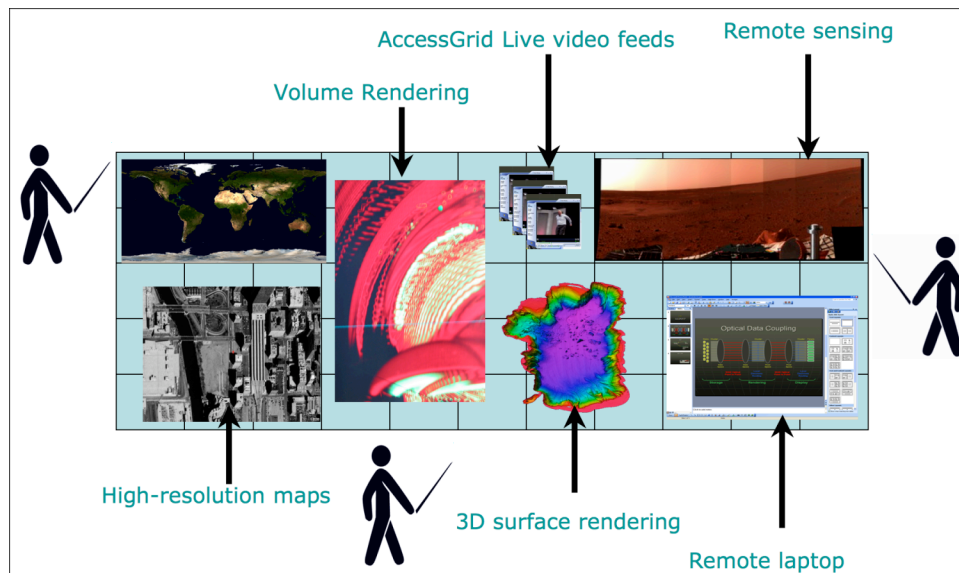 AccessGrid Live video feeds
Remote sensing
Volume Rendering
Optical Data Coupling
High-resolution maps
3D surface rendering
Remote laptop